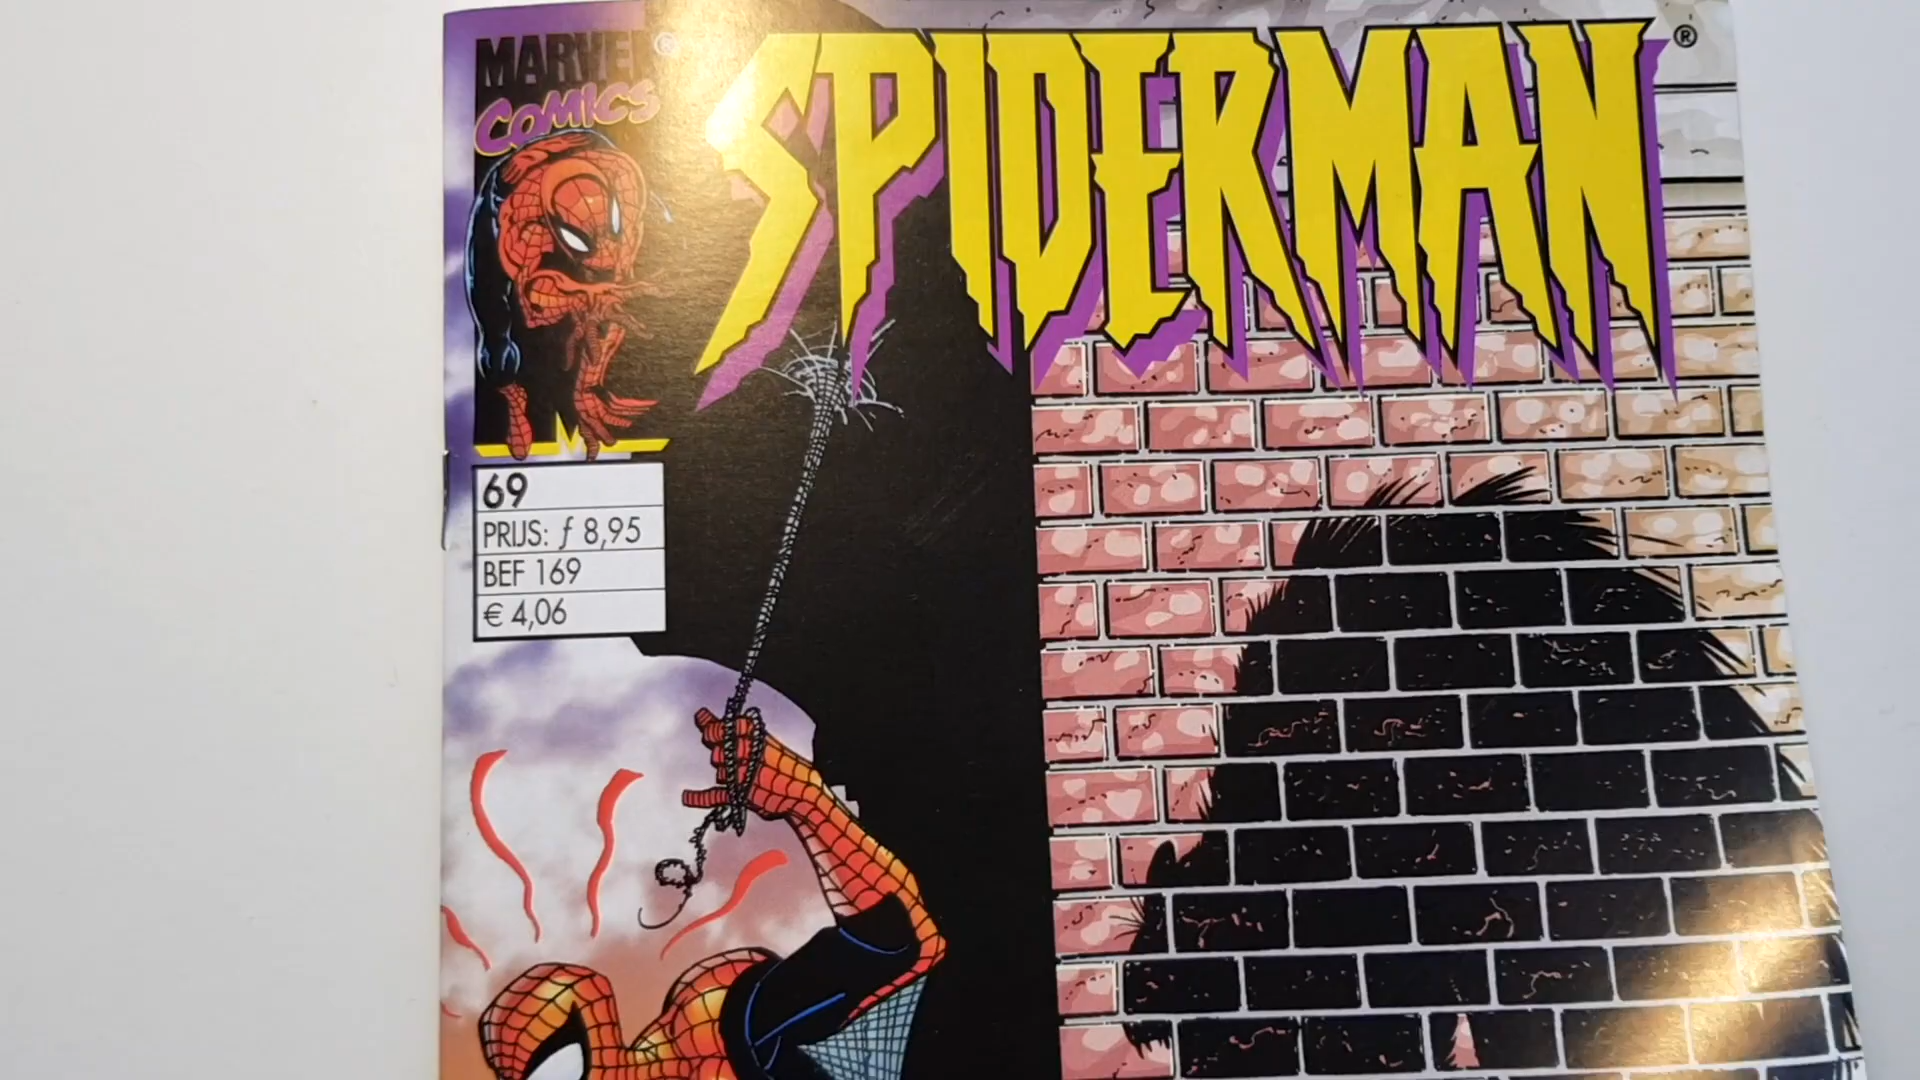 MARVEL®
COMICS
SPIDERMAN®
69
PRIJS: ƒ 8,95
BEF 169
€ 4,06